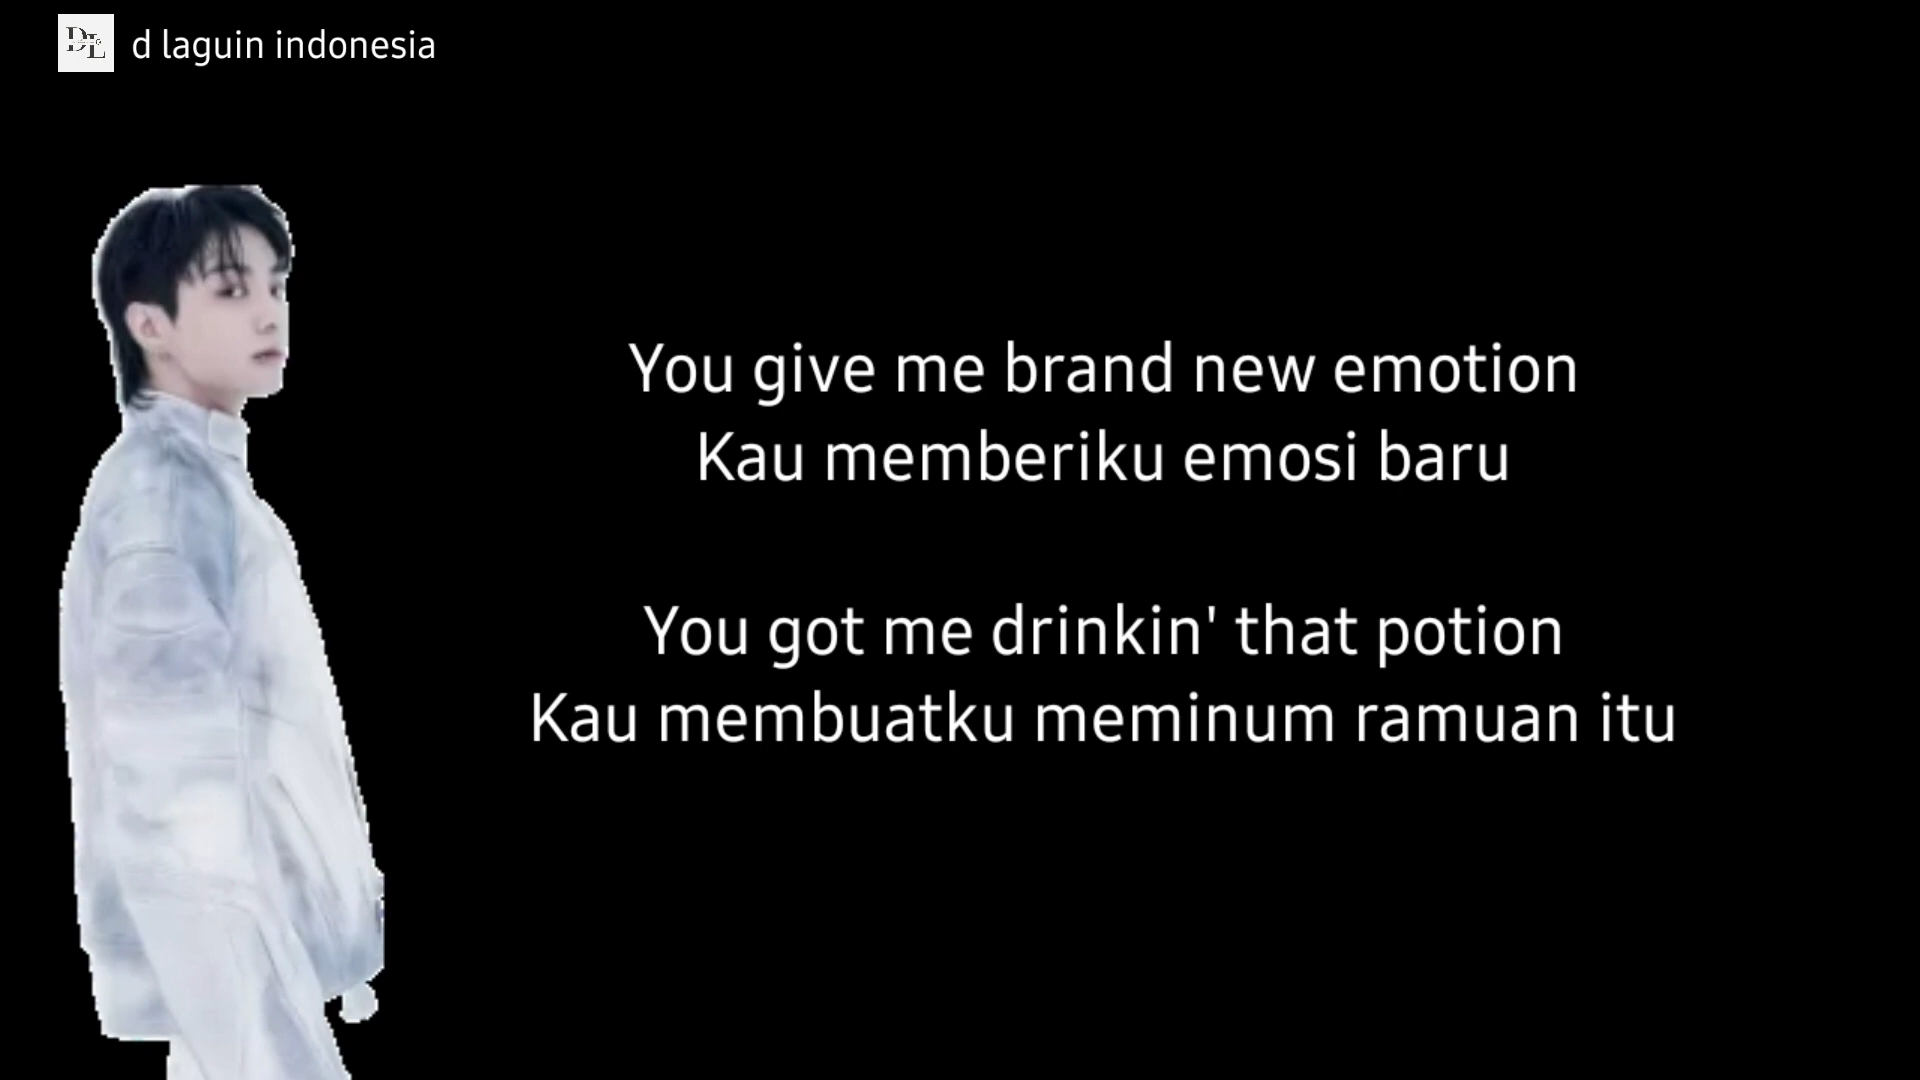 DL
d laguin indonesia
You give me brand new emotion
Kau memberiku emosi baru
You got me drinkin' that potion
Kau membuatku meminum ramuan itu